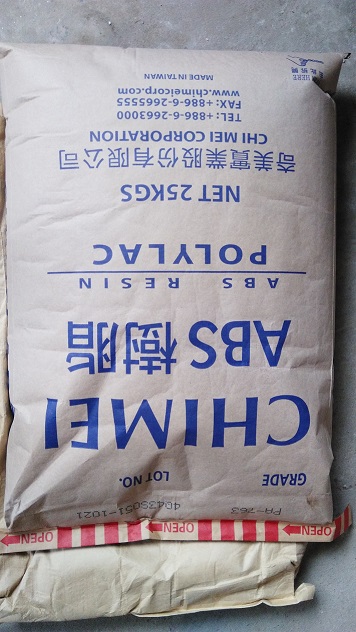 OPEN OPEN OPEN
PA-763
GRADE LOT NO.
CHIMEI
ABS樹脂
ABS RESIN
POLYLAC
NET 25KGS
奇美實業股份有限公司
CHI MEI CORPORATION
TEL: +886-6-2663000
FAX: +886-6-2665555
www.chimeicorp.com
MADE IN TAIWAN